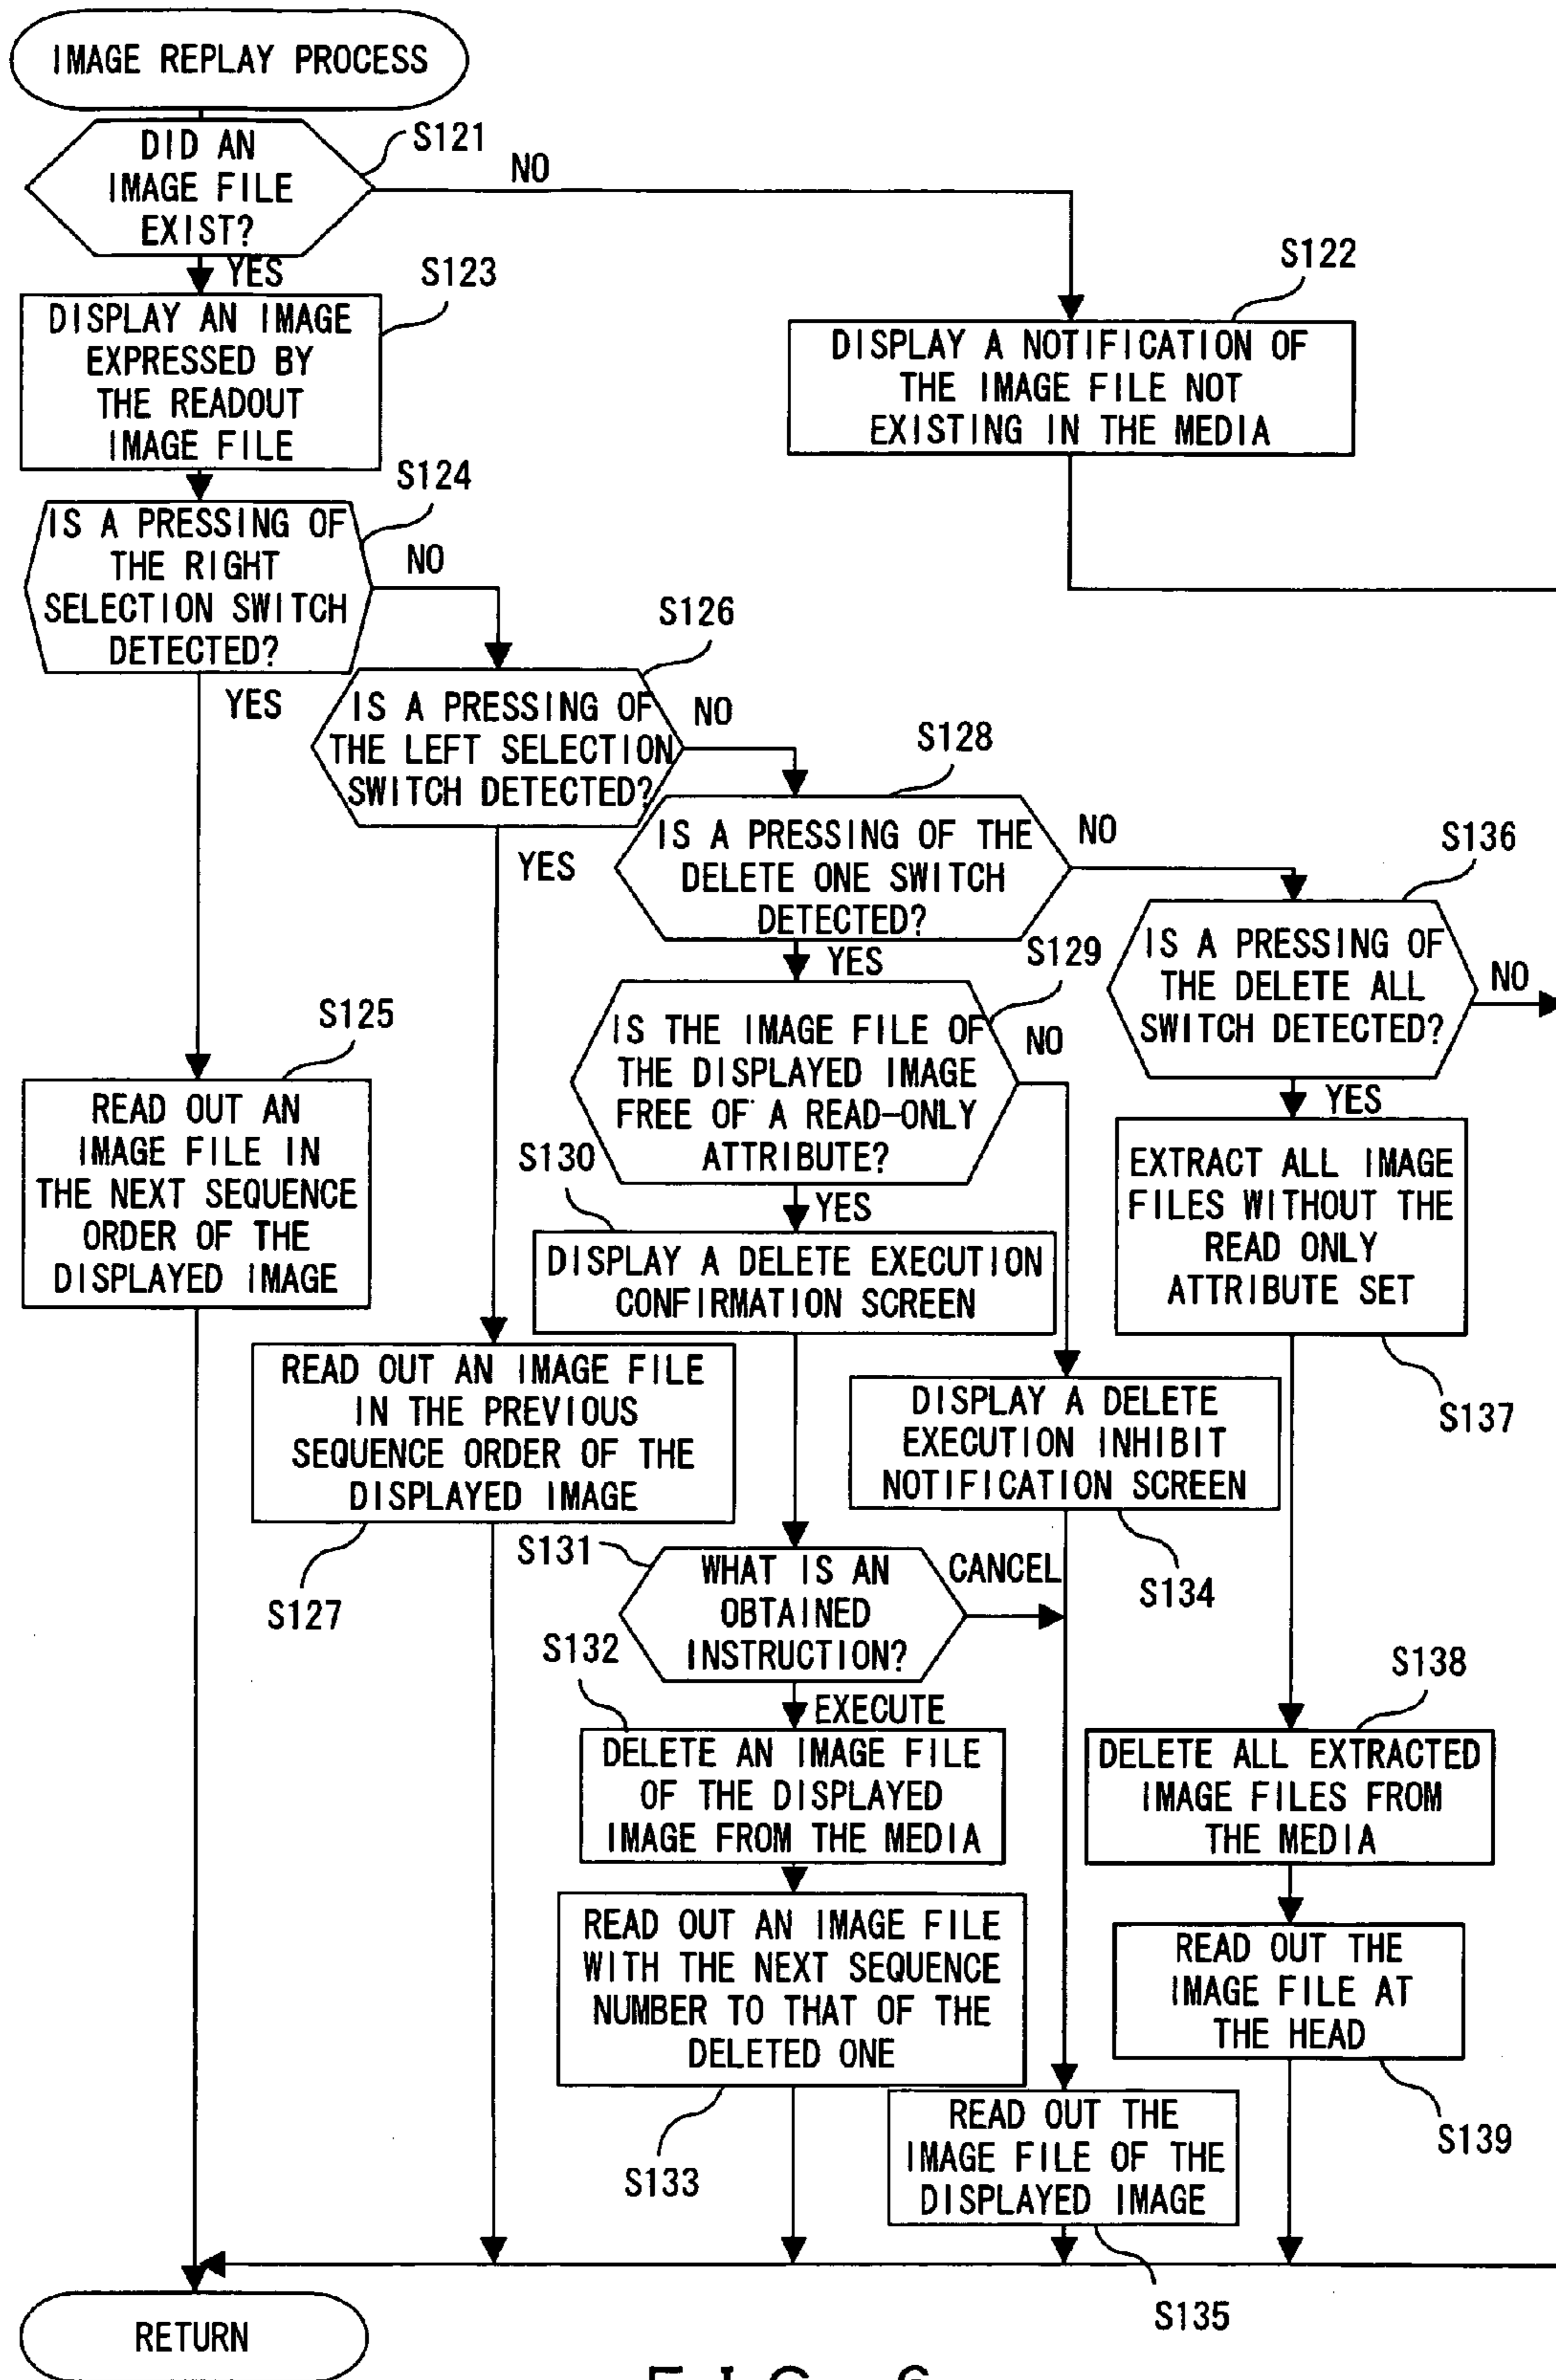 IMAGE REPLAY PROCESS
DID AN
IMAGE FILE
EXIST?
S121
NO
YES
S123
DISPLAY AN IMAGE
EXPRESSED BY
THE READOUT
IMAGE FILE
S122
DISPLAY A NOTIFICATION OF
THE IMAGE FILE NOT
EXISTING IN THE MEDIA
S124
IS A PRESSING OF
THE RIGHT
SELECTION SWITCH
DETECTED?
NO
YES
S126
IS A PRESSING OF
THE LEFT SELECTION
SWITCH DETECTED?
NO
YES
S128
IS A PRESSING OF THE
DELETE ONE SWITCH
DETECTED?
NO
YES
S136
IS A PRESSING OF
THE DELETE ALL
SWITCH DETECTED?
NO
YES
S129
IS THE IMAGE FILE OF
THE DISPLAYED IMAGE
FREE OF A READ-ONLY
ATTRIBUTE?
NO
YES
S125
READ OUT AN
IMAGE FILE IN
THE NEXT SEQUENCE
ORDER OF THE
DISPLAYED IMAGE
S130
DISPLAY A DELETE EXECUTION
CONFIRMATION SCREEN
EXTRACT ALL IMAGE
FILES WITHOUT THE
READ ONLY
ATTRIBUTE SET
S137
READ OUT AN IMAGE FILE
IN THE PREVIOUS
SEQUENCE ORDER OF THE
DISPLAYED IMAGE
S127
DISPLAY A DELETE
EXECUTION INHIBIT
NOTIFICATION SCREEN
S134
S131
WHAT IS AN
OBTAINED
INSTRUCTION?
CANCEL
EXECUTE
S132
DELETE AN IMAGE FILE
OF THE DISPLAYED
IMAGE FROM THE MEDIA
S138
DELETE ALL EXTRACTED
IMAGE FILES FROM
THE MEDIA
READ OUT AN IMAGE FILE
WITH THE NEXT SEQUENCE
NUMBER TO THAT OF THE
DELETED ONE
S133
READ OUT THE
IMAGE FILE AT
THE HEAD
S139
READ OUT THE
IMAGE FILE OF THE
DISPLAYED IMAGE
S135
RETURN